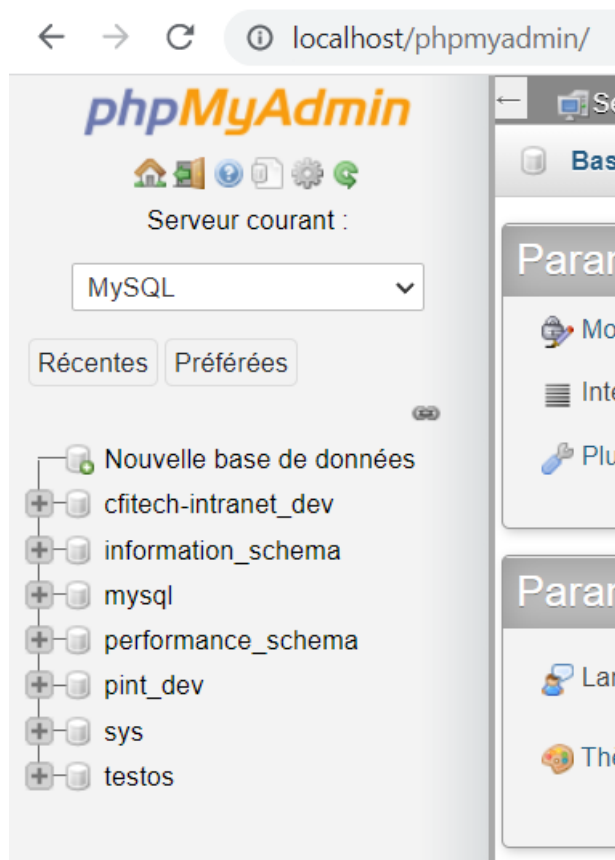 localhost/phpmyadmin/
phpMyAdmin
Serveur courant :
MySQL
Récentes Préférées
Nouvelle base de données
cfitech-intranet_dev
information_schema
mysql
performance_schema
pint_dev
sys
testos